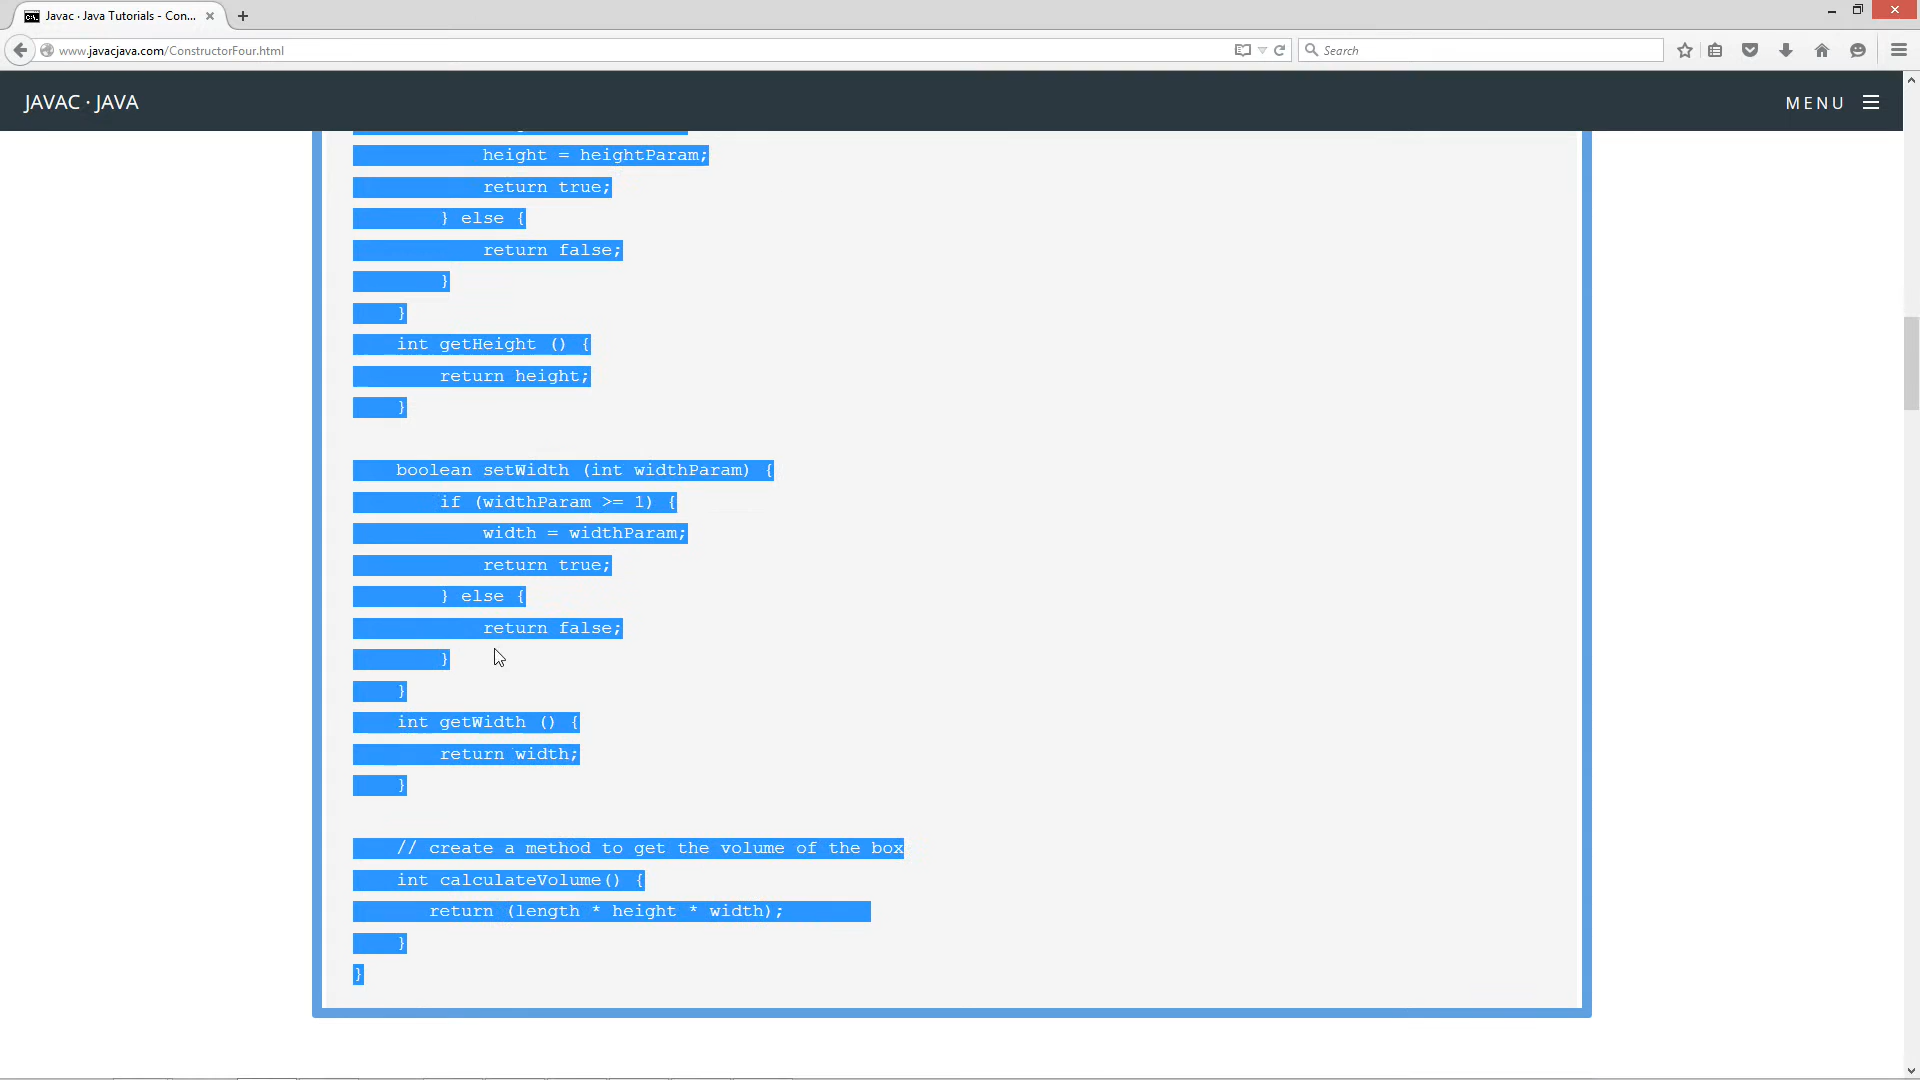 Javac · Java Tutorials - Con...
www.javacjava.com/ConstructorFour.html
Search
JAVAC · JAVA
MENU
height = heightParam;
return true;
} else {
return false;
}
}
int getHeight () {
return height;
}
boolean setWidth (int widthParam) {
if (widthParam >= 1) {
width = widthParam;
return true;
} else {
return false;
}
}
int getWidth () {
return width;
}
// create a method to get the volume of the box
int calculateVolume() {
return (length * height * width);
}
}